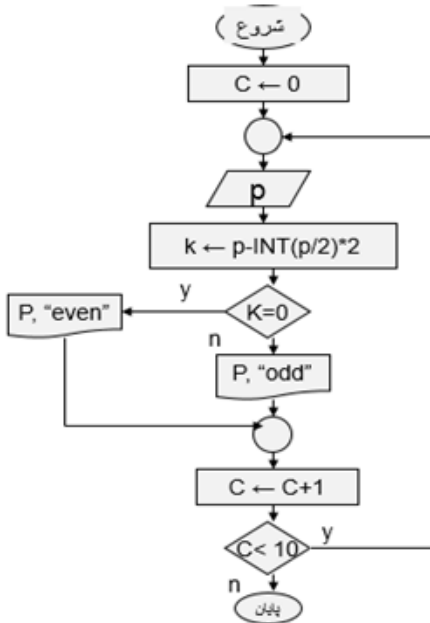 شروع
C ← 0
p
k ← p-INT(p/2)*2
K=0
y
P, “even”
n
P, “odd”
C ← C+1
C< 10
y
n
پایان